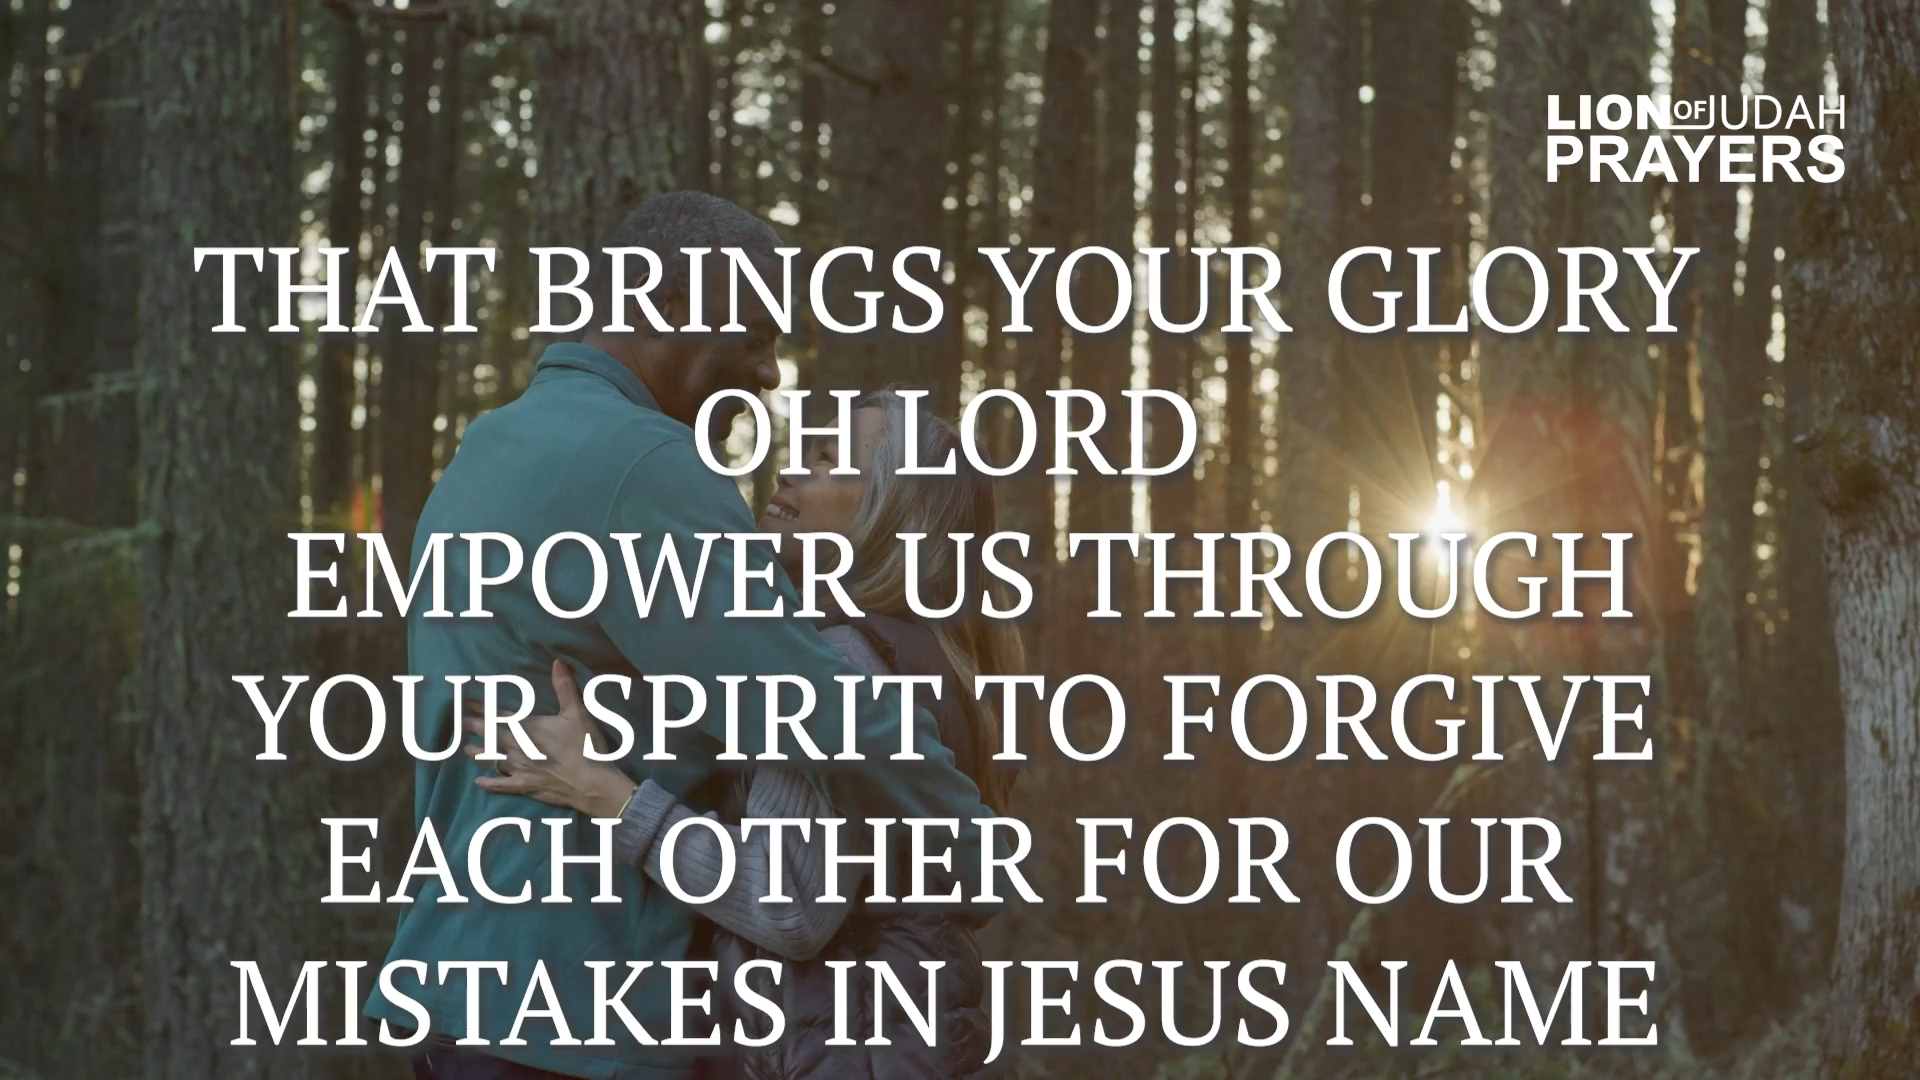 LION OF JUDAH
PRAYERS
THAT BRINGS YOUR GLORY
OH LORD
EMPOWER US THROUGH
YOUR SPIRIT TO FORGIVE
EACH OTHER FOR OUR
MISTAKES IN JESUS NAME